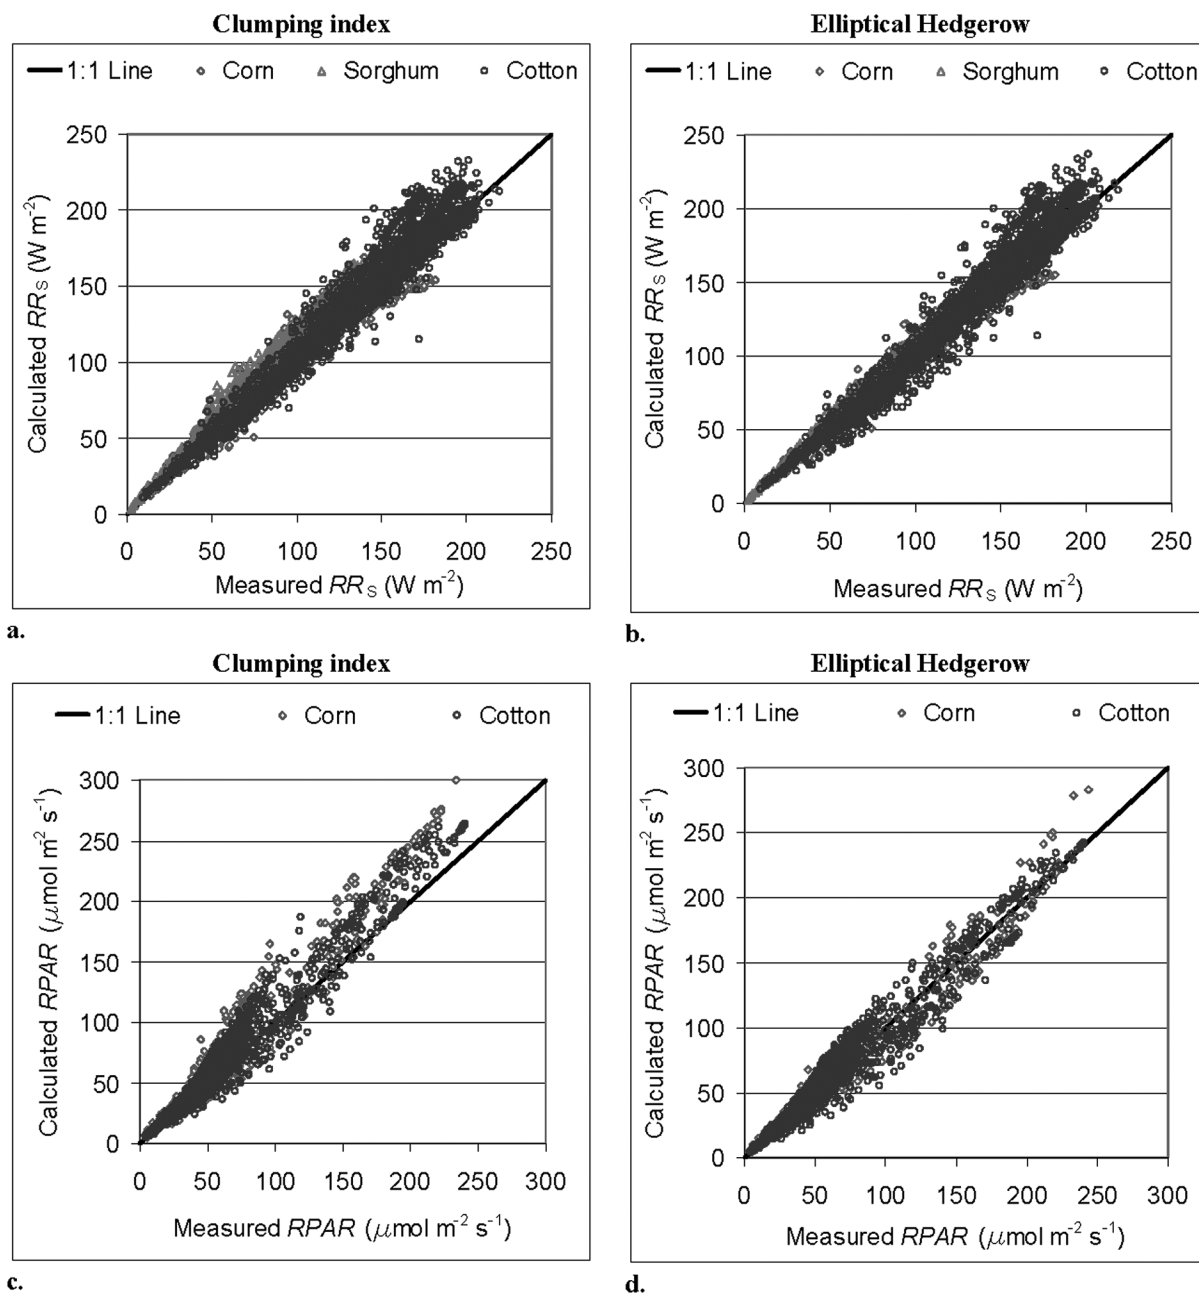 Clumping index
1:1 Line Corn Sorghum Cotton
Calculated RRS (W m-2)
250
200
150
100
50
0
0 50 100 150 200 250
Measured RRS (W m-2)
a.
Elliptical Hedgerow
1:1 Line Corn Sorghum Cotton
Calculated RRS (W m-2)
250
200
150
100
50
0
0 50 100 150 200 250
Measured RRS (W m-2)
b.
Clumping index
1:1 Line Corn Cotton
Calculated RPAR (μmol m-2 s-1)
300
250
200
150
100
50
0
0 50 100 150 200 250 300
Measured RPAR (μmol m-2 s-1)
c.
Elliptical Hedgerow
1:1 Line Corn Cotton
Calculated RPAR (μmol m-2 s-1)
300
250
200
150
100
50
0
0 50 100 150 200 250 300
Measured RPAR (μmol m-2 s-1)
d.